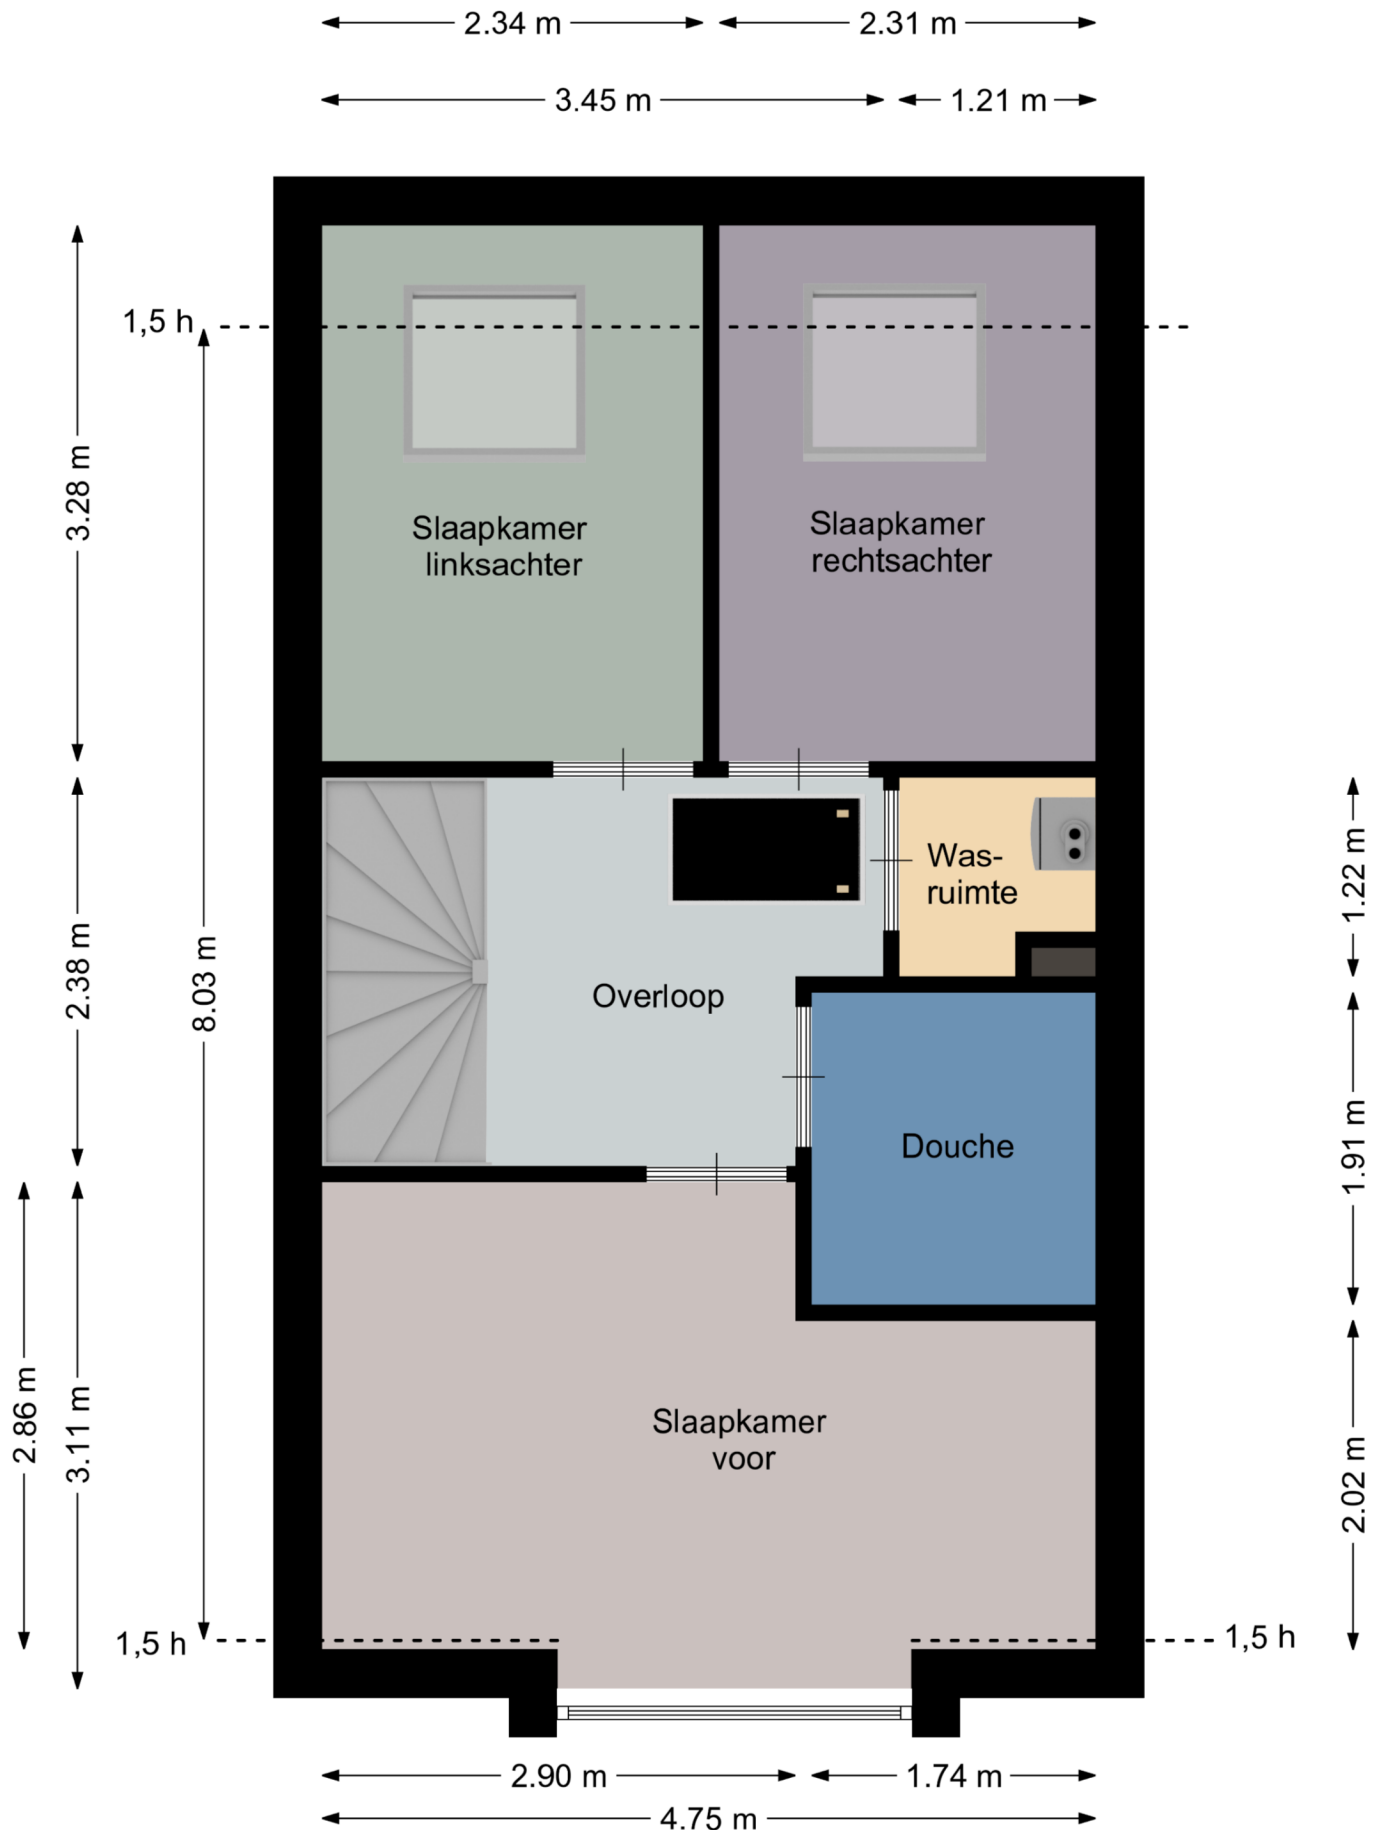 2.34 m
2.31 m
3.45 m
1.21 m
1,5 h
3.28 m
Slaapkamer
linksachter
Slaapkamer
rechtsachter
Was-
ruimte
1.22 m
2.38 m
8.03 m
Overloop
Douche
1.91 m
2.86 m
3.11 m
Slaapkamer
voor
2.02 m
1,5 h
1,5 h
2.90 m
1.74 m
4.75 m